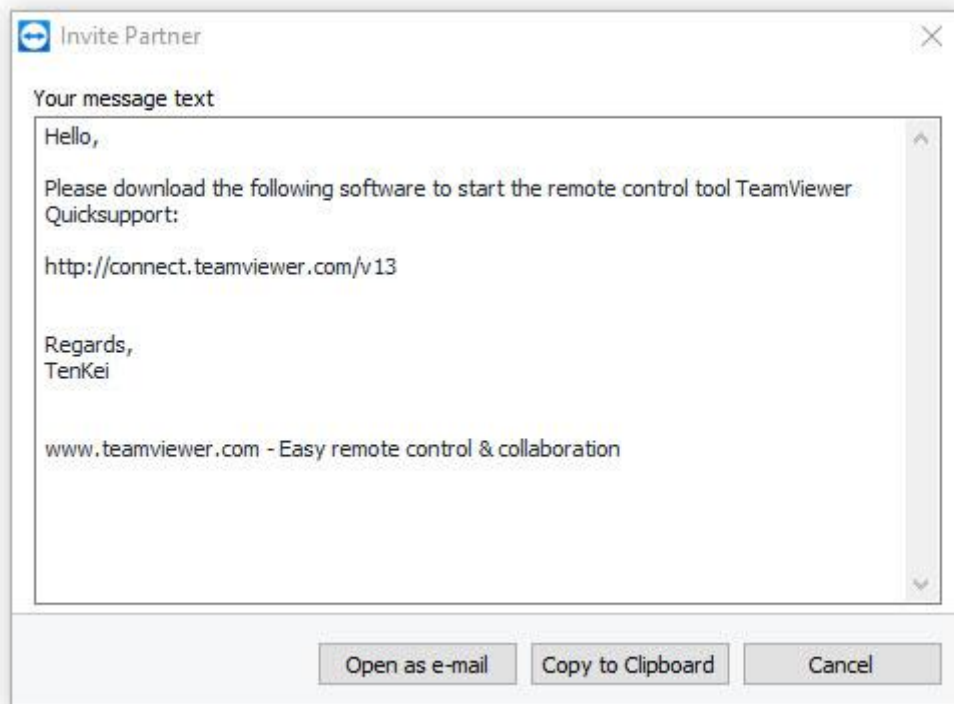 Invite Partner
Your message text
Hello,
Please download the following software to start the remote control tool TeamViewer
Quicksupport:
http://connect.teamviewer.com/v13
Regards,
TenKei
www.teamviewer.com - Easy remote control & collaboration
Open as e-mail Copy to Clipboard Cancel